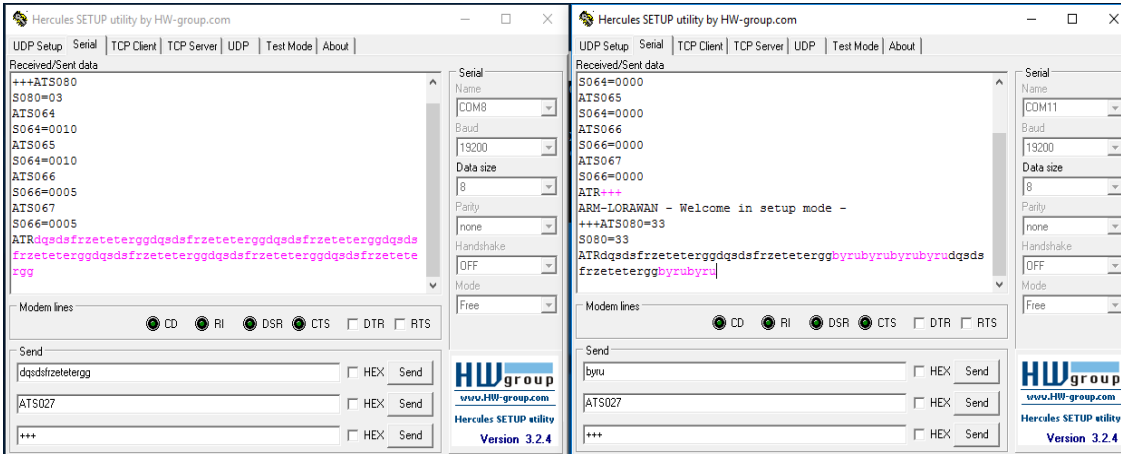 Hercules SETUP utility by HW-group.com
UDP Setup Serial TCP Client TCP Server UDP Test Mode About
Received/Sent data
+++ATS080
S080=03
ATS064
S064=0010
ATS065
S064=0010
ATS066
S066=0005
ATS067
S066=0005
ATRdqsdsfrzeteterggdqsdsfrzeteterggdqsdsfrzeteterggdqsds
frzeteterggdqsdsfrzeteterggdqsdsfrzeteterggdqsdsfrzetete
rgg
Serial
Name
COM8
Baud
19200
Data size
8
Parity
none
Handshake
OFF
Mode
Free
Modem lines
CD RI DSR CTS DTR RTS
Send
dqsdsfrzetetergg HEX Send
ATS027 HEX Send
+++ HEX Send
HW group
www.HW-group.com
Hercules SETUP utility
Version 3.2.4
Hercules SETUP utility by HW-group.com
UDP Setup Serial TCP Client TCP Server UDP Test Mode About
Received/Sent data
S064=0000
ATS065
S064=0000
ATS066
S066=0000
ATS067
S066=0000
ATR+++
ARM-LORAWAN - Welcome in setup mode -
+++ATS080=33
S080=33
ATRdqsdsfrzeteterggdqsdsfrzeteterggbyrubyrubyrubyrudqsds
frzeteterggbyrubyru
Serial
Name
COM11
Baud
19200
Data size
8
Parity
none
Handshake
OFF
Mode
Free
Modem lines
CD RI DSR CTS DTR RTS
Send
byru HEX Send
ATS027 HEX Send
+++ HEX Send
HW group
www.HW-group.com
Hercules SETUP utility
Version 3.2.4